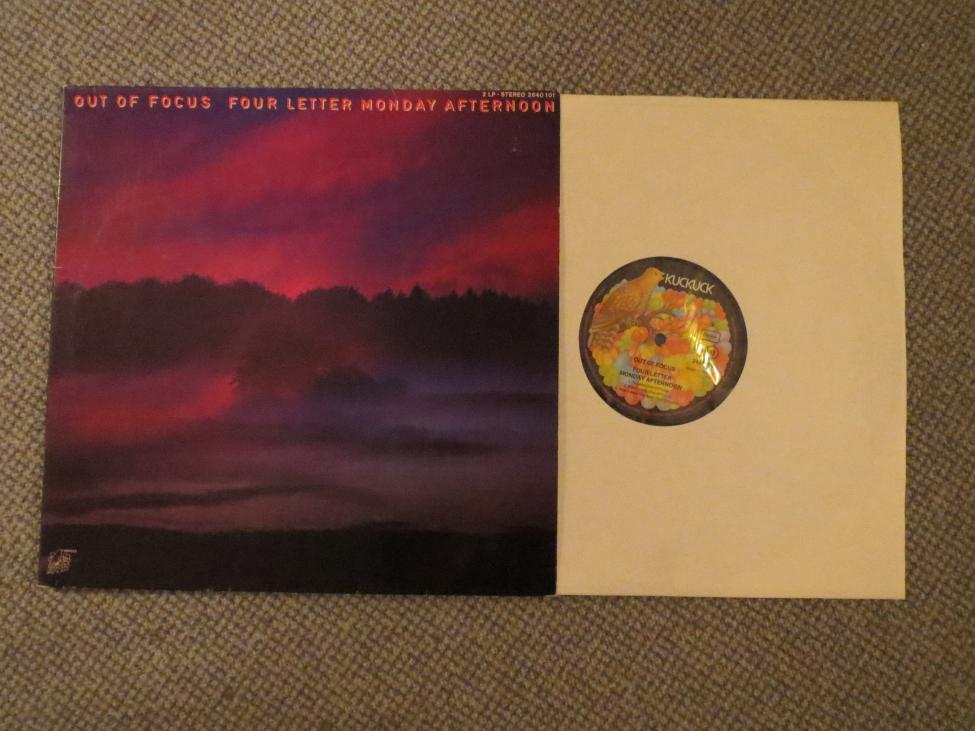 2 LP · STEREO 2640 101
OUT OF FOCUS FOUR LETTER MONDAY AFTERNOON
KUCKUCK
OUT OF FOCUS
FOUR LETTER
MONDAY AFTERNOON